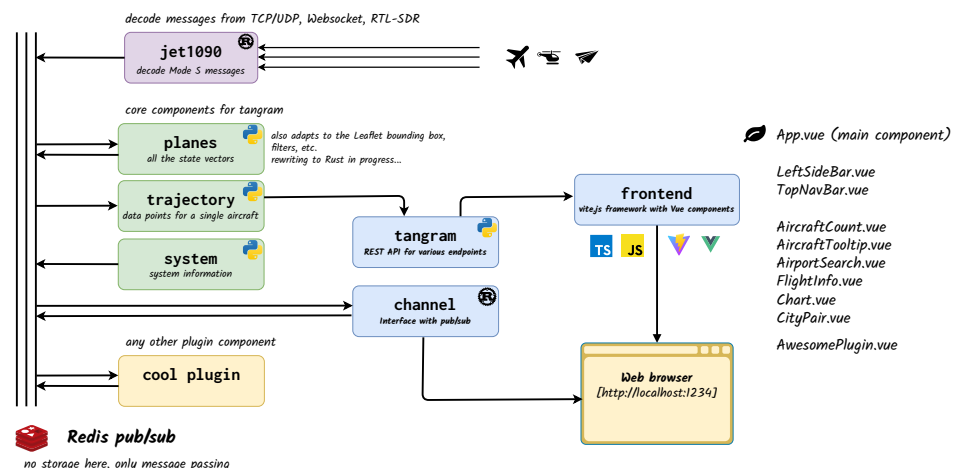 decode messages from TCP/UDP, Websocket, RTL-SDR
jet1090
decode Mode S messages
core components for tangram
planes
all the state vectors
also adapts to the Leaflet bounding box,
filters, etc.
rewriting to Rust in progress...
trajectory
data points for a single aircraft
system
system information
tangram
REST API for various endpoints
channel
Interface with pub/sub
any other plugin component
cool plugin
Redis pub/sub
no storage here, only message passing
frontend
vite.js framework with Vue components
TS
JS
Web browser
[http://localhost:1234]
App.vue (main component)
LeftSideBar.vue
TopNavBar.vue
AircraftCount.vue
AircraftTooltip.vue
AirportSearch.vue
FlightInfo.vue
Chart.vue
CityPair.vue
AwesomePlugin.vue